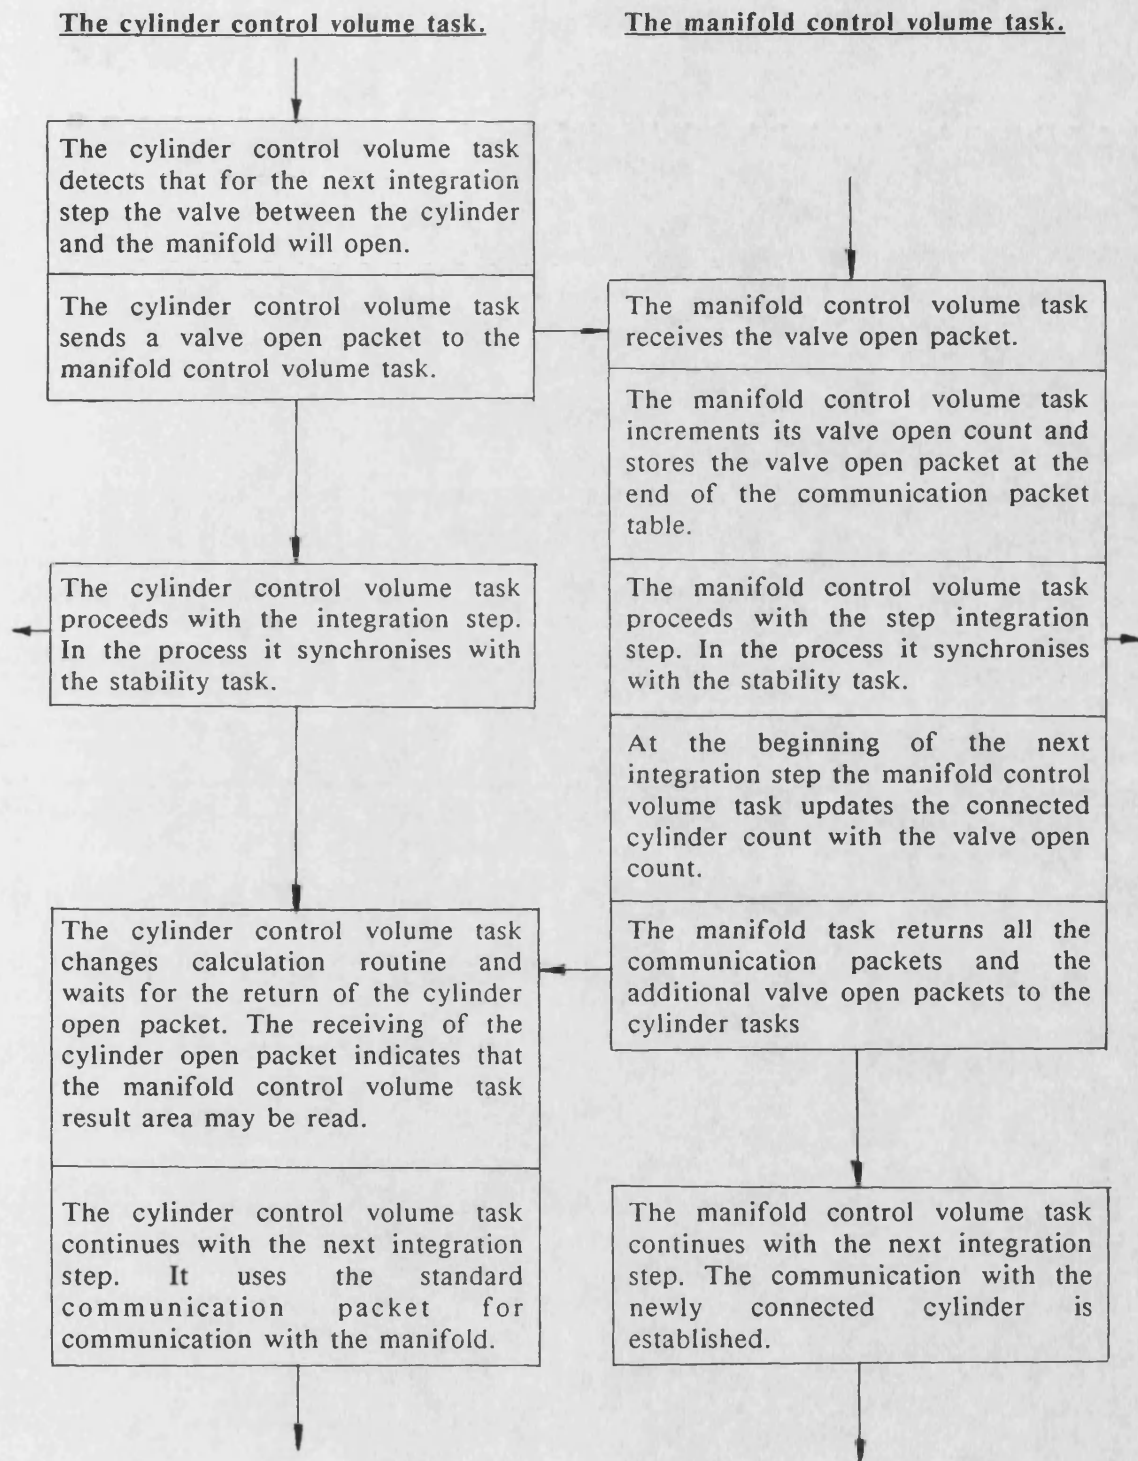 The cylinder control volume task.
The manifold control volume task.
The cylinder control volume task
detects that for the next integration
step the valve between the cylinder
and the manifold will open.
The cylinder control volume task
sends a valve open packet to the
manifold control volume task.
The manifold control volume task
receives the valve open packet.
The manifold control volume task
increments its valve open count and
stores the valve open packet at the
end of the communication packet
table.
The cylinder control volume task
proceeds with the integration step.
In the process it synchronises with
the stability task.
The manifold control volume task
proceeds with the step integration
step. In the process it synchronises
with the stability task.
At the beginning of the next
integration step the manifold control
volume task updates the connected
cylinder count with the valve open
count.
The cylinder control volume task
changes calculation routine and
waits for the return of the cylinder
open packet. The receiving of the
cylinder open packet indicates that
the manifold control volume task
result area may be read.
The manifold task returns all the
communication packets and the
additional valve open packets to the
cylinder tasks
The cylinder control volume task
continues with the next integration
step. It uses the standard
communication packet for
communication with the manifold.
The manifold control volume task
continues with the next integration
step. The communication with the
newly connected cylinder is
established.